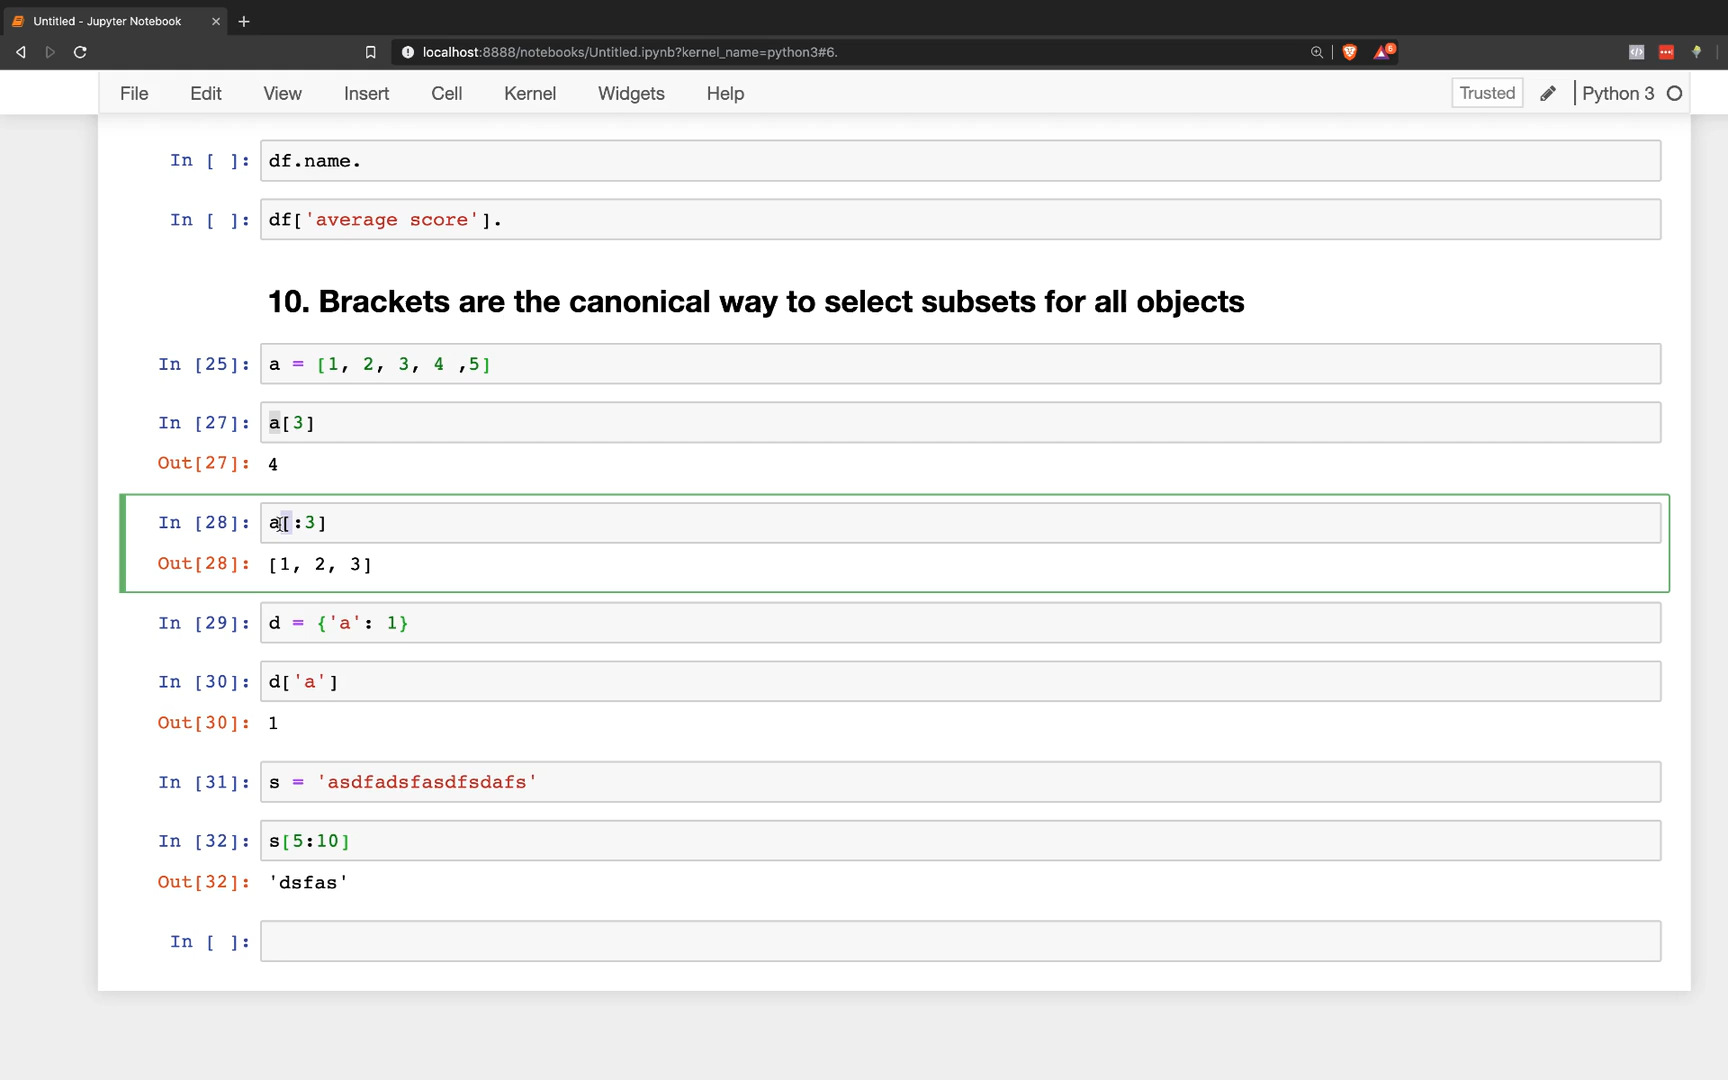 Untitled - Jupyter Notebook
localhost:8888/notebooks/Untitled.ipynb?kernel_name=python3#6.
6
File Edit View Insert Cell Kernel Widgets Help Trusted Python 3
In [ ]: df.name.
In [ ]: df['average score'].
10. Brackets are the canonical way to select subsets for all objects
In [25]: a = [1, 2, 3, 4 ,5]
In [27]: a[3]
Out[27]: 4
In [28]: a[:3]
Out[28]: [1, 2, 3]
In [29]: d = {'a': 1}
In [30]: d['a']
Out[30]: 1
In [31]: s = 'asdfadsfasdfsdafs'
In [32]: s[5:10]
Out[32]: 'dsfas'
In [ ]: